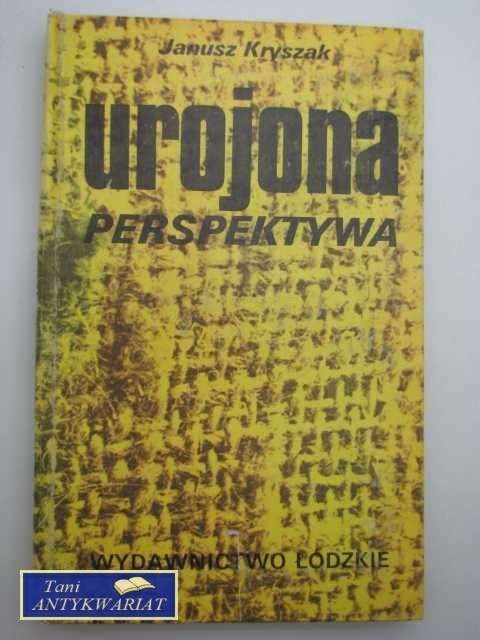 Janusz Kryszak
urojona
PERSPEKTYWA
WYDAWNICTWO ŁÓDZKIE
Tani
ANTYKWARIAT